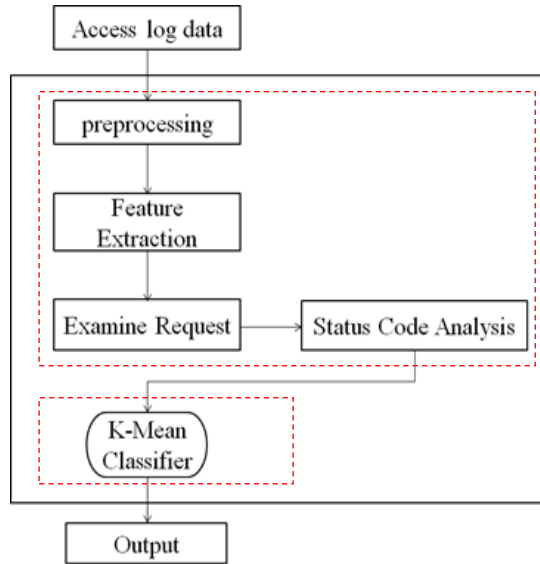 Access log data
preprocessing
Feature
Extraction
Examine Request
Status Code Analysis
K-Mean
Classifier
Output